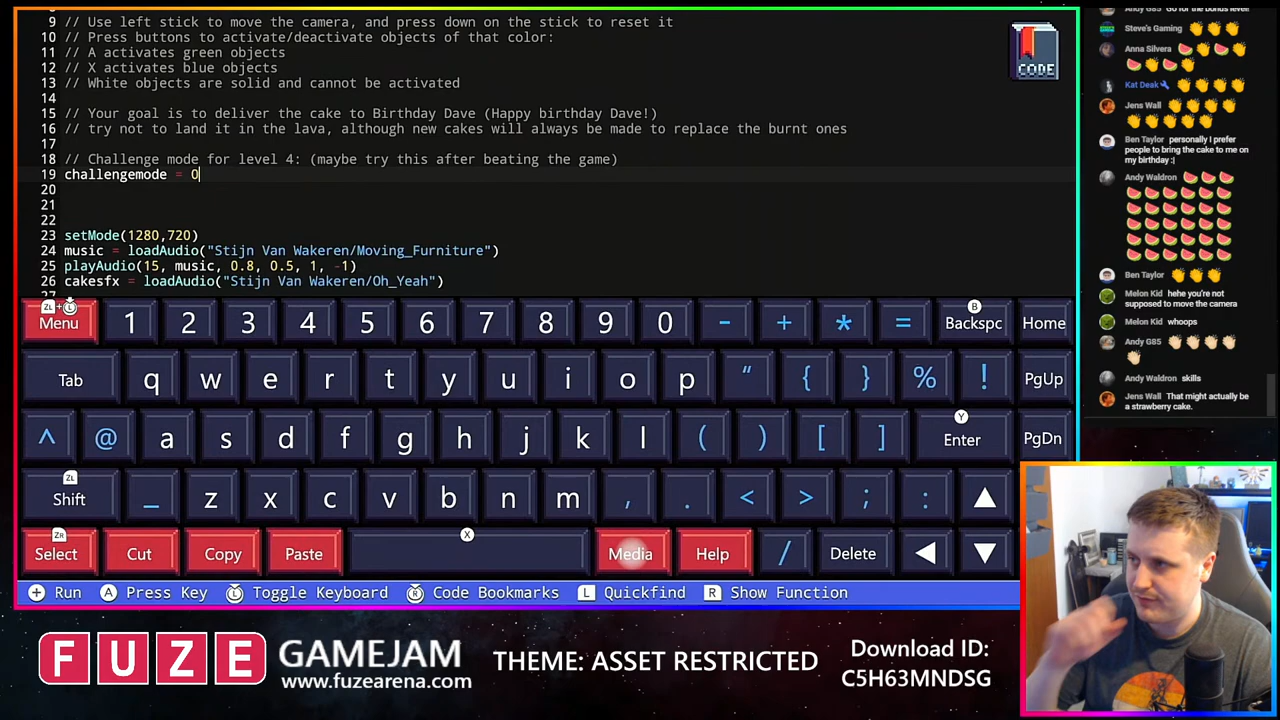 9 // Use left stick to move the camera, and press down on the stick to reset it
10 // Press buttons to activate/deactivate objects of that color:
11 // A activates green objects
12 // X activates blue objects
13 // White objects are solid and cannot be activated
14
15 // Your goal is to deliver the cake to Birthday Dave (Happy birthday Dave!)
16 // try not to land it in the lava, although new cakes will always be made to replace the burnt ones
17
18 // Challenge mode for level 4: (maybe try this after beating the game)
19 challengemode = 0
20
21
22
23 setMode(1280,720)
24 music = loadAudio("Stijn Van Wakeren/Moving_Furniture")
25 playAudio(15, music, 0.8, 0.5, 1, -1)
26 cakesfx = loadAudio("Stijn Van Wakeren/Oh_Yeah")
CODE
ZL + L B
Menu 1 2 3 4 5 6 7 8 9 0 - + * = Backspc Home
Tab q w e r t y u i o p " { } % ! PgUp
Y
^ @ a s d f g h j k l ( ) [ ] Enter PgDn
ZL
Shift _ z x c v b n m , . < > ; : ▲
ZR X
Select Cut Copy Paste Media Help / Delete ◀ ▼
+ Run A Press Key L Toggle Keyboard R Code Bookmarks L Quickfind R Show Function
FUZE GAMEJAM
www.fuzearena.com
THEME: ASSET RESTRICTED
Download ID:
C5H63MNDSG
Andy G85 Go for the bonus level!
Steve's Gaming 👏👏👏
Anna Silvera 🍉👏🍉👏
🍉👏🍉👏
Kat Deak 👏👏👏👏
Jens Wall 👏👏👏👏
👏👏👏👏👏
Ben Taylor personally I prefer
people to bring the cake to me on
my birthday :|
Andy Waldron 🍉🍉🍉
🍉🍉🍉🍉🍉
🍉🍉🍉🍉🍉
🍉🍉🍉🍉🍉
🍉🍉🍉🍉🍉
🍉🍉🍉🍉🍉
Ben Taylor 👏👏👏
Melon Kid hehe you're not
supposed to move the camera
Melon Kid whoops
Andy G85 👏🏻👏🏻👏🏻👏🏻
👏🏻
Andy Waldron skills
Jens Wall That might actually be
a strawberry cake.